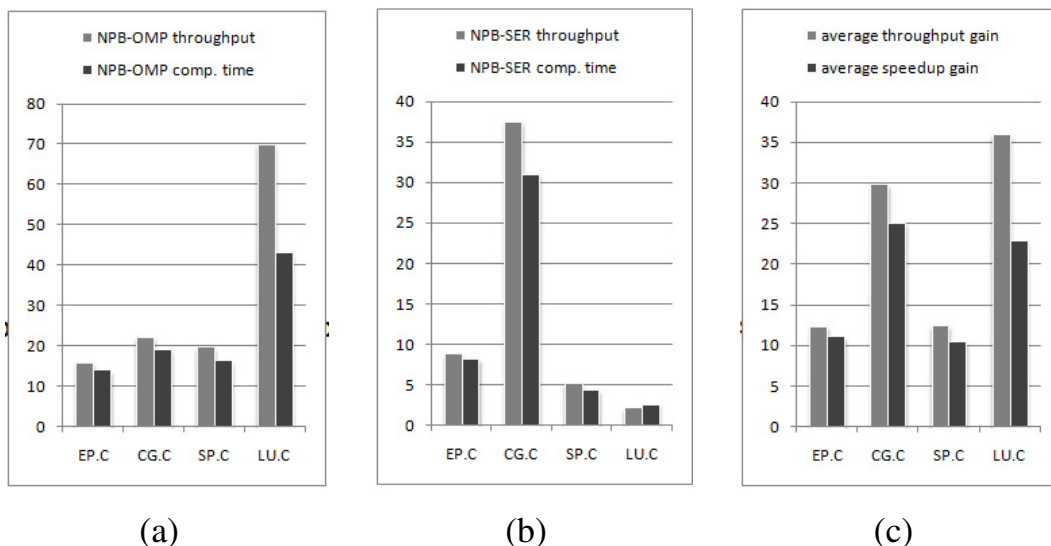 NPB-OMP throughput
NPB-OMP comp. time
80
70
60
50
40
30
20
10
0
EP.C CG.C SP.C LU.C
(a)
NPB-SER throughput
NPB-SER comp. time
40
35
30
25
20
15
10
5
0
EP.C CG.C SP.C LU.C
(b)
average throughput gain
average speedup gain
40
35
30
25
20
15
10
5
0
EP.C CG.C SP.C LU.C
(c)